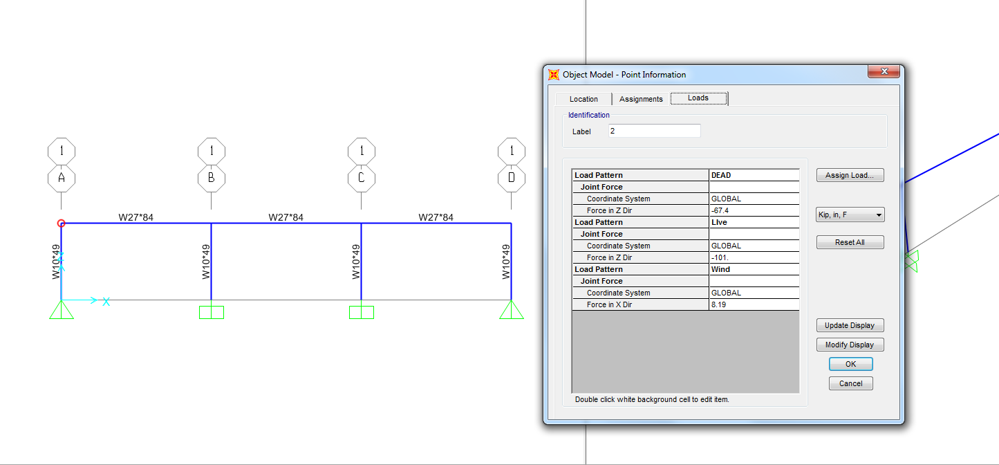 1 1 1 1
A B C D
W27*84 W27*84 W27*84
W10*49 W10*49 W10*49 W10*49
Z
X
Object Model - Point Information
Location Assignments Loads
Identification
Label 2
Load Pattern DEAD
Joint Force
Coordinate System GLOBAL
Force in Z Dir -67.4
Load Pattern LIve
Joint Force
Coordinate System GLOBAL
Force in Z Dir -101.
Load Pattern Wind
Joint Force
Coordinate System GLOBAL
Force in X Dir 8.19
Double click white background cell to edit item.
Assign Load...
Kip, in, F
Reset All
Update Display
Modify Display
OK
Cancel